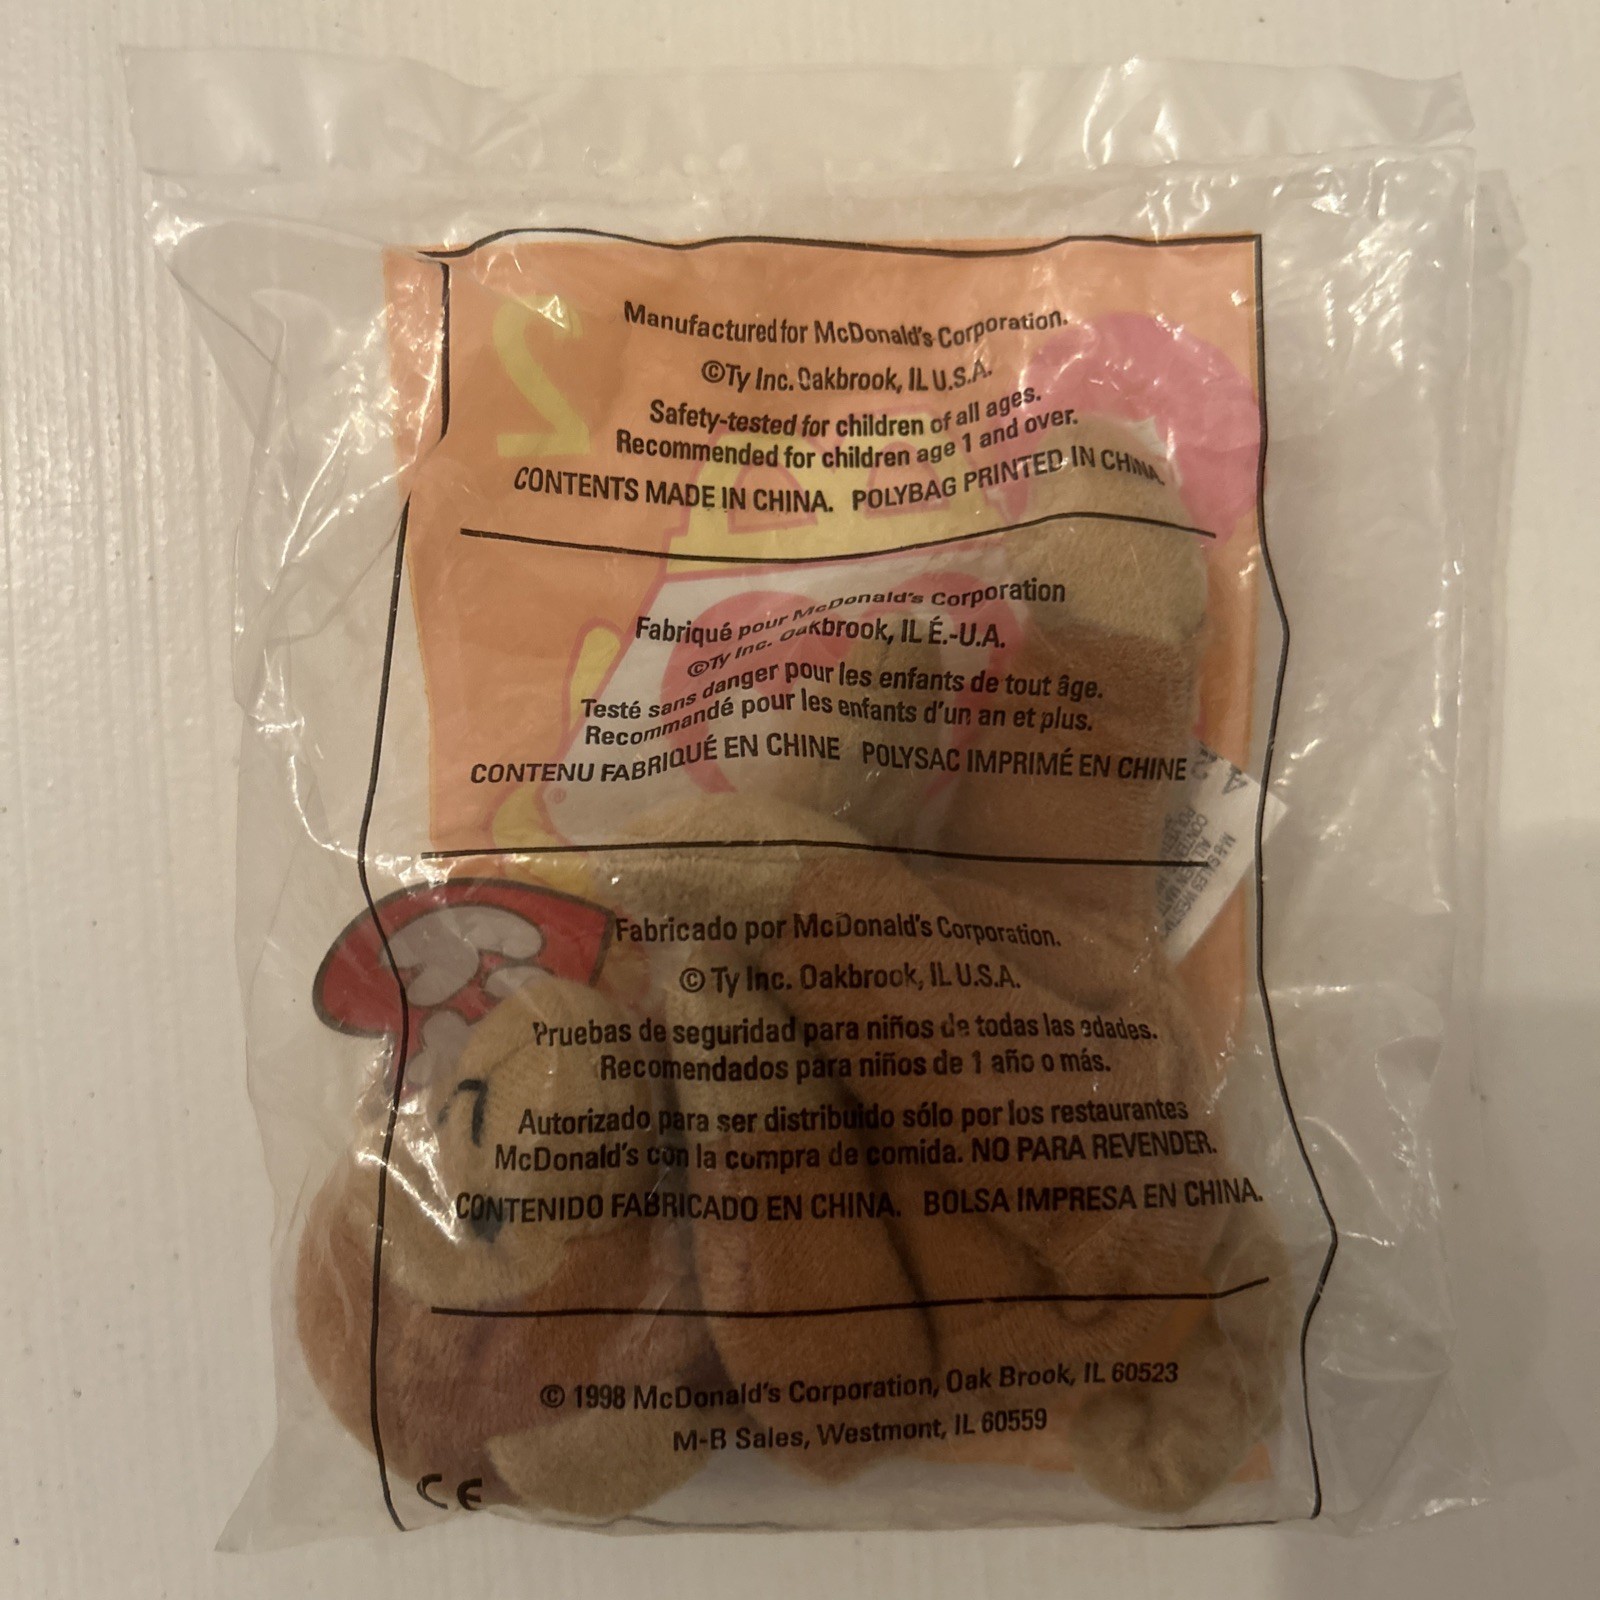 Manufactured for McDonald's Corporation.
©Ty Inc. Oakbrook, IL U.S.A.
Safety-tested for children of all ages.
Recommended for children age 1 and over.
CONTENTS MADE IN CHINA. POLYBAG PRINTED IN CHINA.
Fabriqué pour McDonald's Corporation
©Ty Inc. Oakbrook, IL É.-U.A.
Testé sans danger pour les enfants de tout âge.
Recommandé pour les enfants d'un an et plus.
CONTENU FABRIQUÉ EN CHINE POLYSAC IMPRIMÉ EN CHINE
Fabricado por McDonald's Corporation.
© Ty Inc. Oakbrook, IL U.S.A.
Pruebas de seguridad para niños de todas las edades.
Recomendados para niños de 1 año o más.
Autorizado para ser distribuido sólo por los restaurantes
McDonald's con la compra de comida. NO PARA REVENDER.
CONTENIDO FABRICADO EN CHINA. BOLSA IMPRESA EN CHINA.
© 1998 McDonald's Corporation, Oak Brook, IL 60523
M-B Sales, Westmont, IL 60559
CE
2